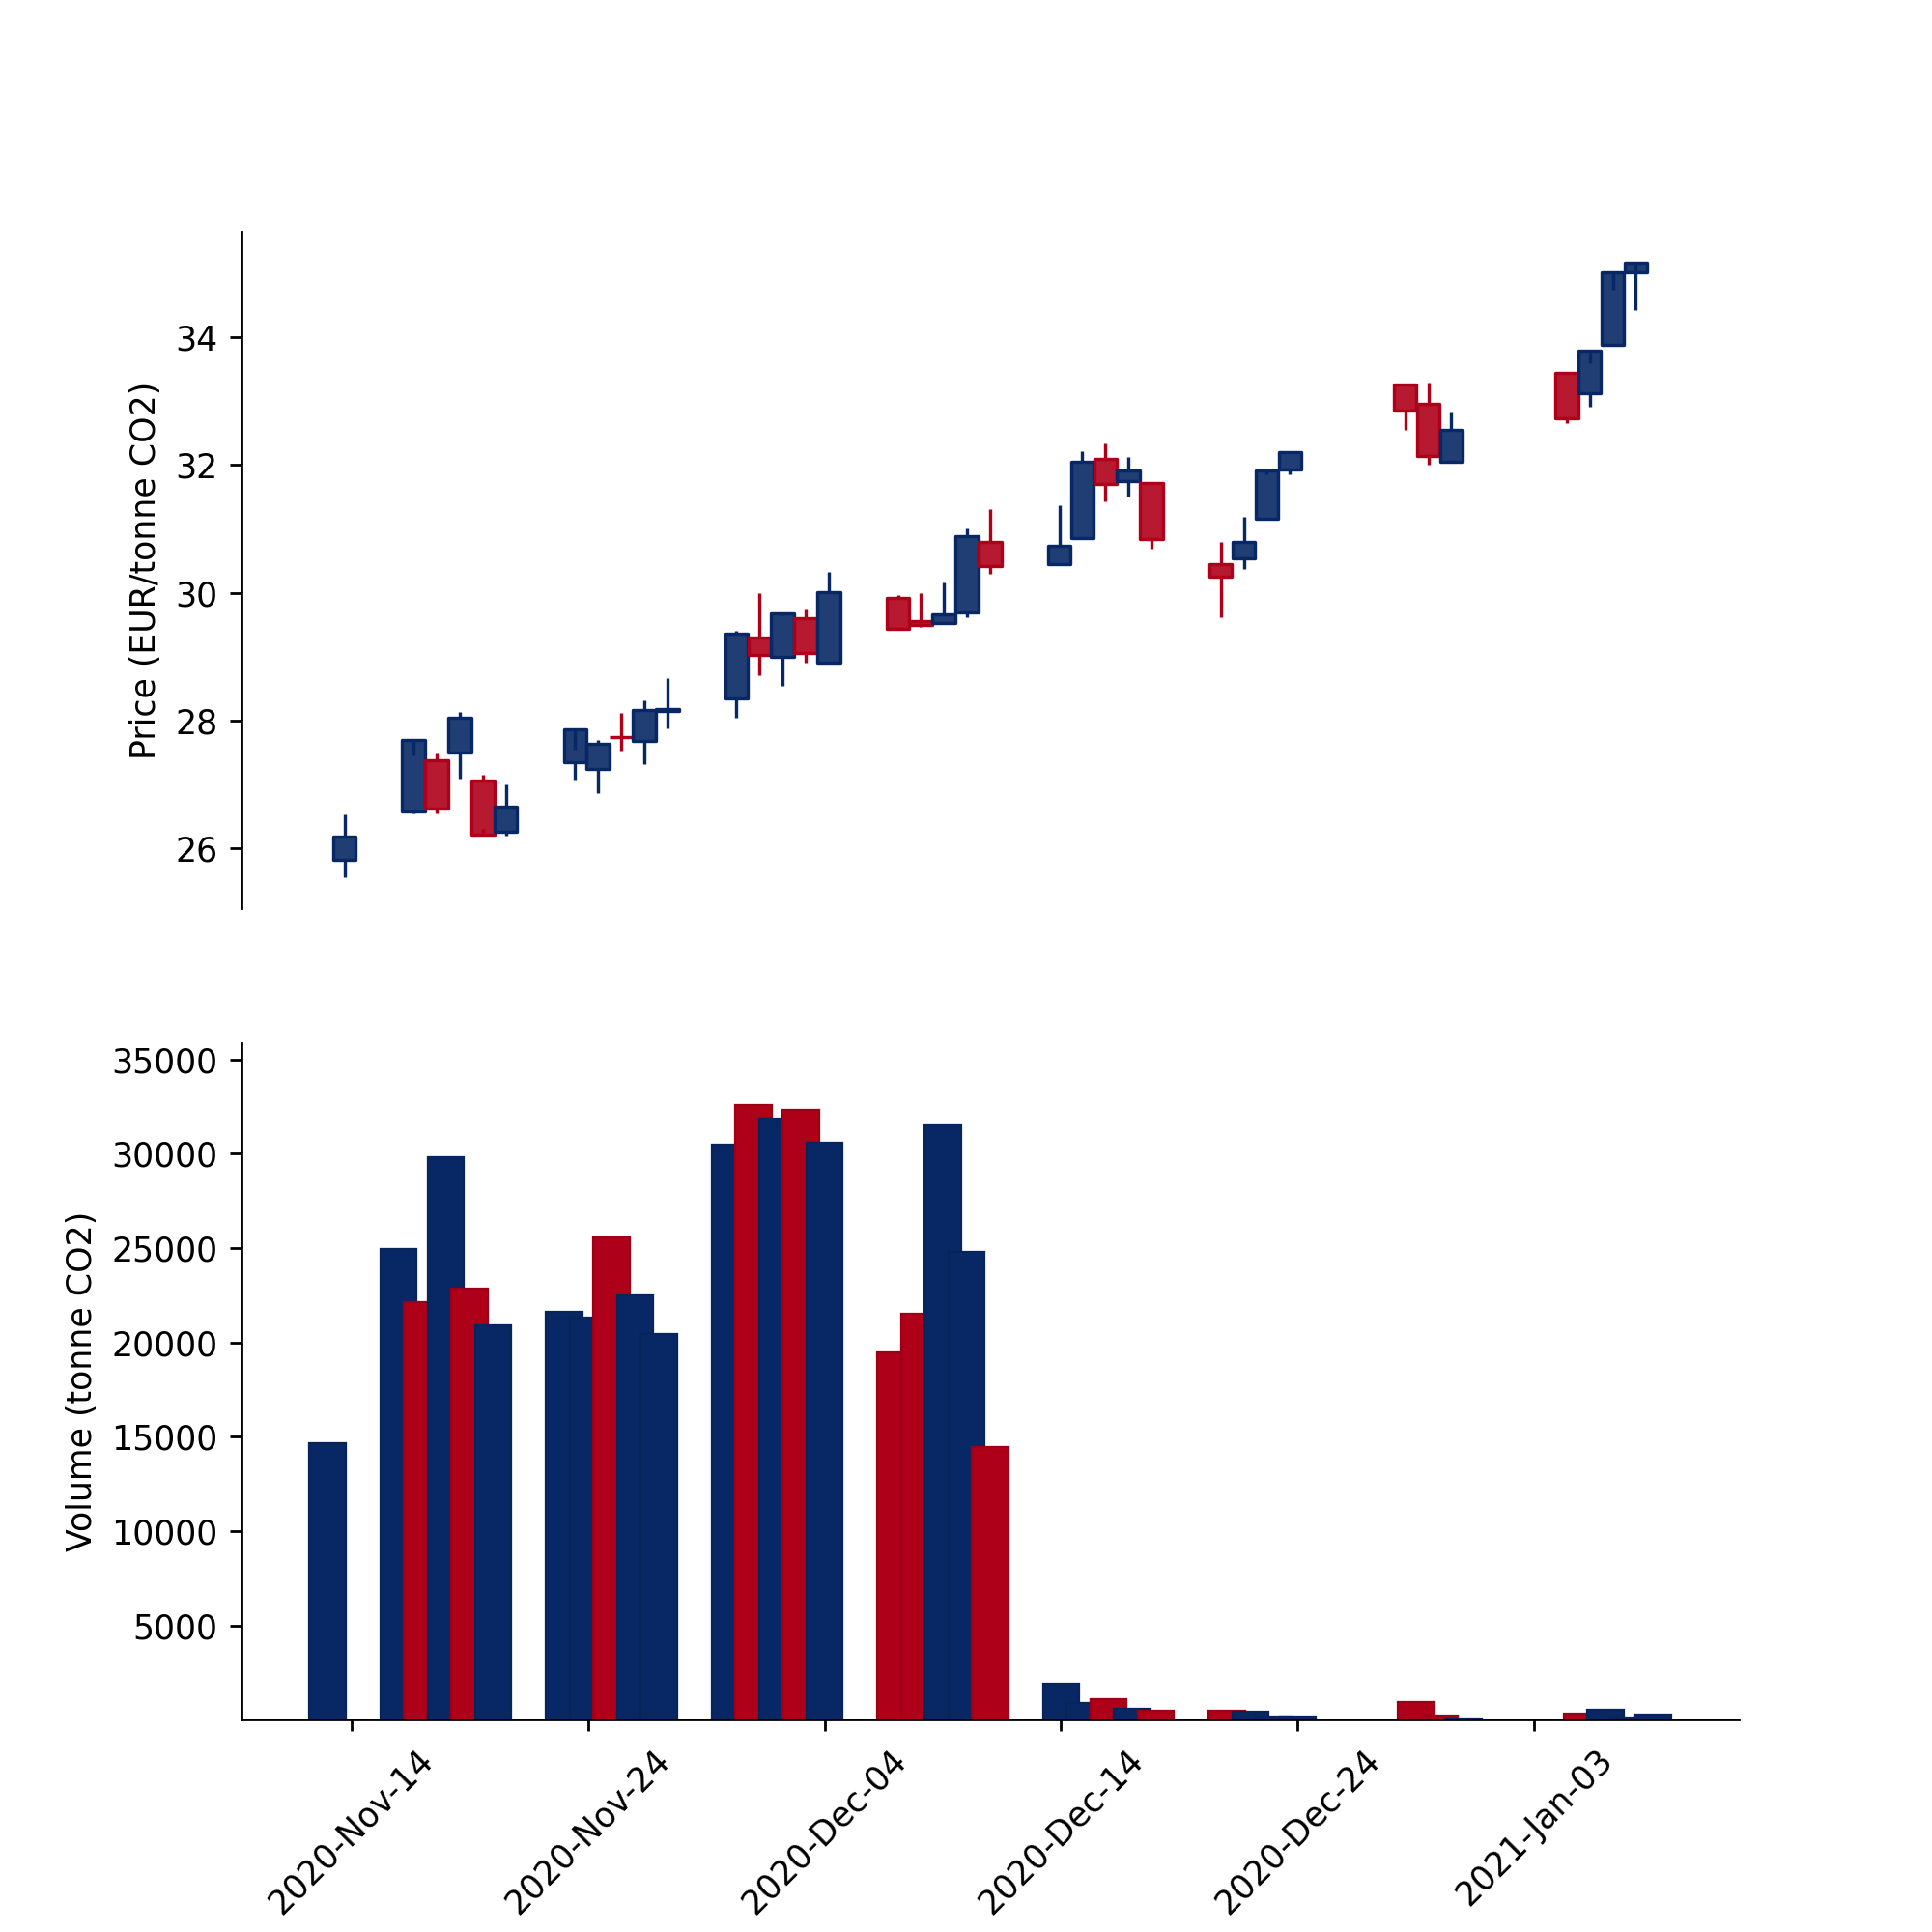 34
32
30
28
26
Price (EUR/tonne CO2)
35000
30000
25000
20000
15000
10000
5000
Volume (tonne CO2)
2020-Nov-14
2020-Nov-24
2020-Dec-04
2020-Dec-14
2020-Dec-24
2021-Jan-03